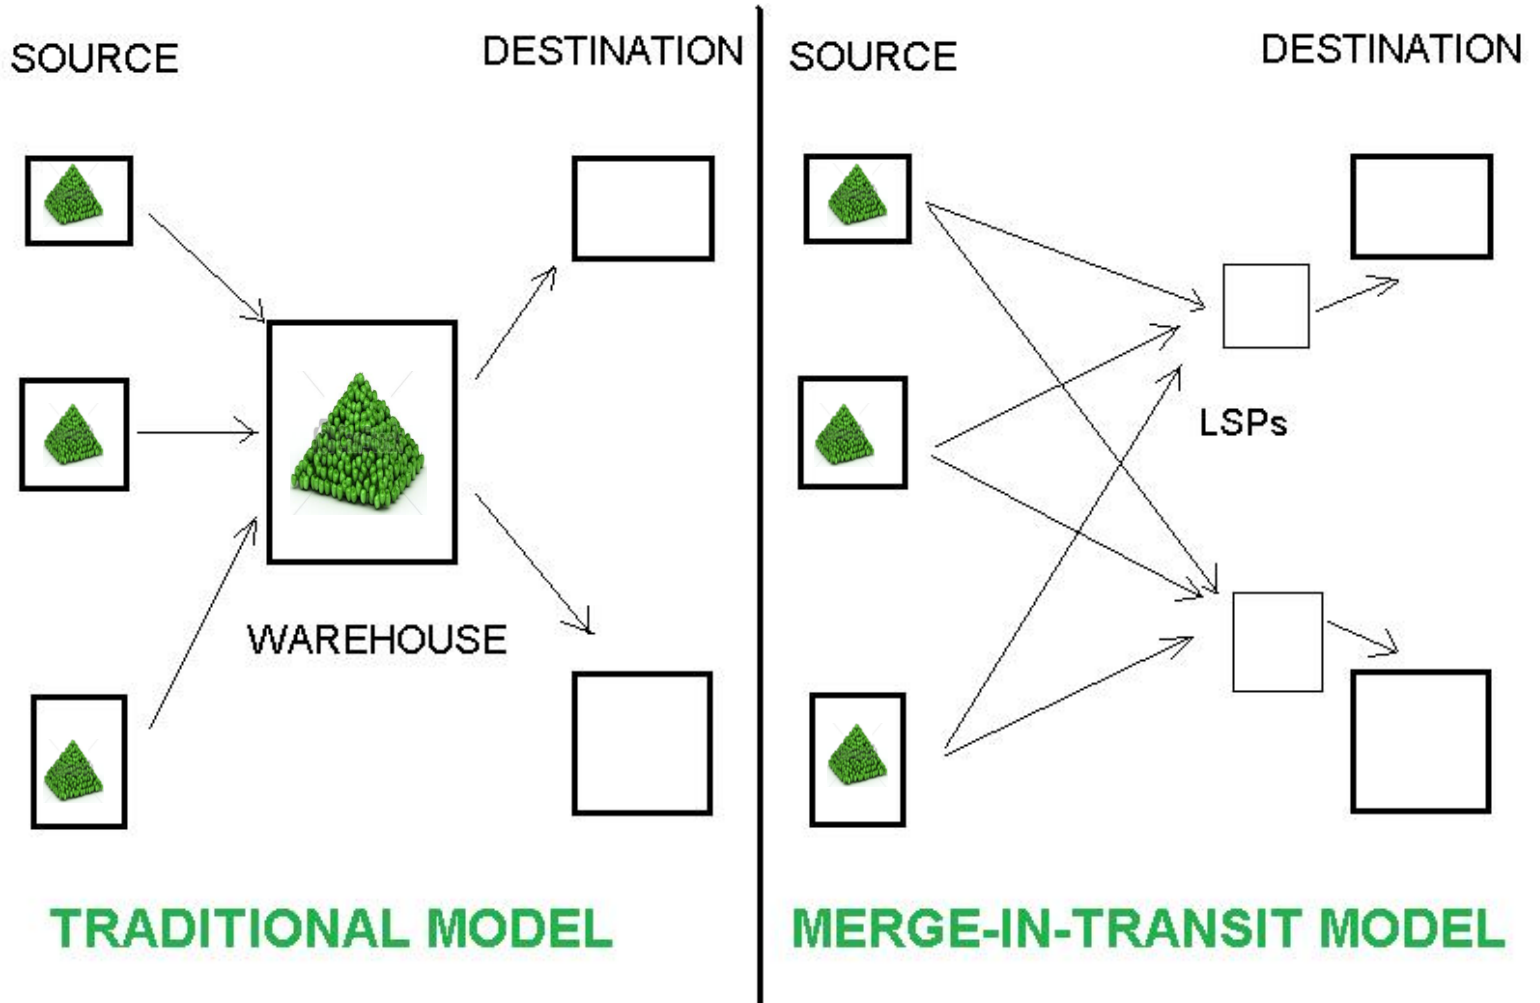 SOURCE
DESTINATION
WAREHOUSE
TRADITIONAL MODEL
SOURCE
DESTINATION
LSPs
MERGE-IN-TRANSIT MODEL